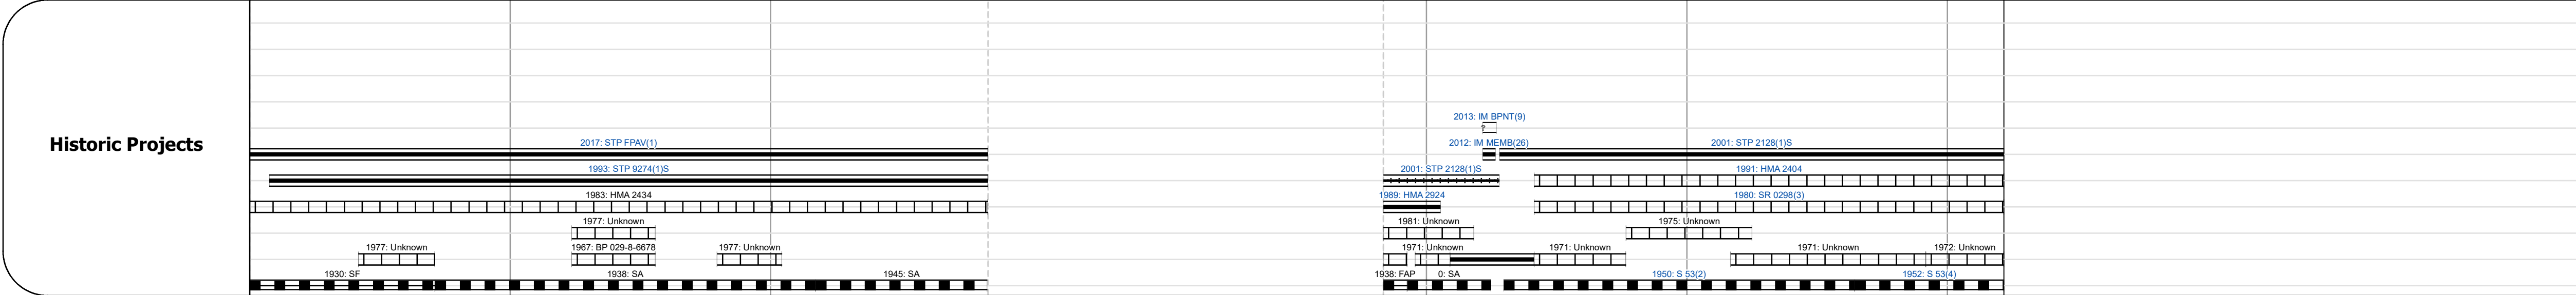 2013: IM BPNT(9)
?
Historic Projects
2017: STP FPAV(1)
2012: IM MEMB(26)
2001: STP 2128(1)S
1993: STP 9274(1)S
2001: STP 2128(1)S
1991: HMA 2404
1983: HMA 2434
1989: HMA 2924
1980: SR 0298(3)
1977: Unknown
1981: Unknown
1975: Unknown
1977: Unknown
1967: BP 029-8-6678
1977: Unknown
1971: Unknown
1971: Unknown
1971: Unknown
1972: Unknown
1930: SF
1938: SA
1945: SA
1938: FAP
0: SA
1950: S 53(2)
1952: S 53(4)